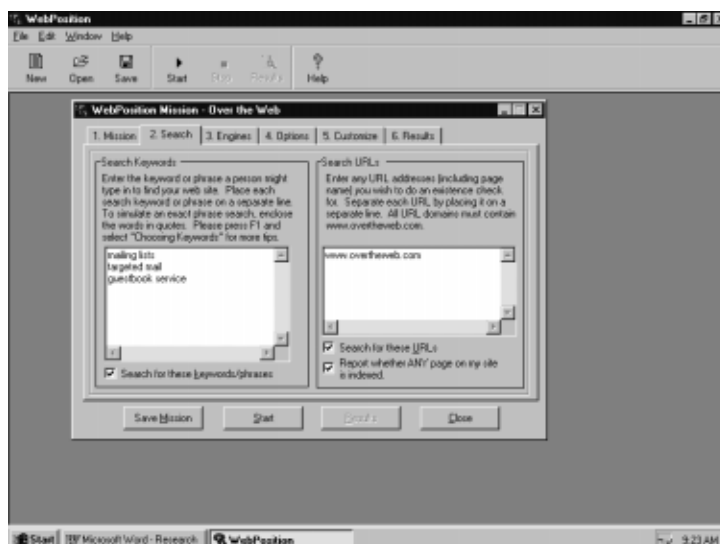 WebPosition
File Edit Window Help
New Open Save Start Stop Results Help
WebPosition Mission - Over the Web
1. Mission 2. Search 3. Engines 4. Options 5. Customize 6. Results
Search Keywords
Enter the keyword or phrase a person might
type in to find your web site. Place each
search keyword or phrase on a separate line.
To simulate an exact phrase search, enclose
the words in quotes. Please press F1 and
select "Choosing Keywords" for more tips.
mailing lists
targeted mail
guestbook service
Search for these keywords/phrases
Search URLs
Enter any URL addresses (including page
name) you wish to do an existence check
for. Separate each URL by placing it on a
separate line. All URL domains must contain
www.overtheweb.com.
www.overtheweb.com
Search for these URLs
Report whether ANY page on my site
is indexed.
Save Mission Start Results Close
Start Microsoft Word - Research WebPosition 9:23 AM